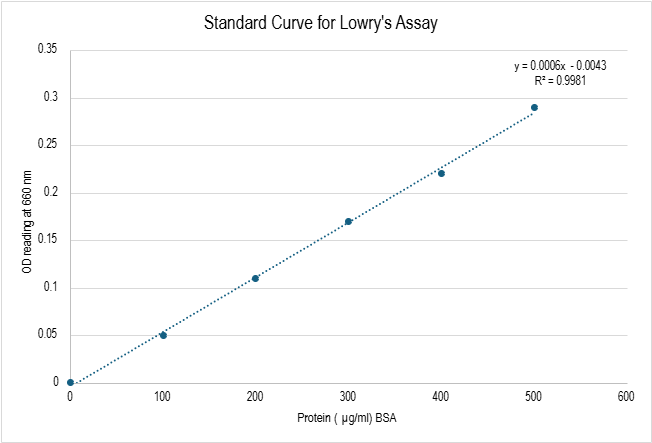 Standard Curve for Lowry's Assay
0.35
y = 0.0006x - 0.0043
R² = 0.9981
0.3
0.25
0.2
0.15
0.1
0.05
0
OD reading at 660 nm
0 100 200 300 400 500 600
Protein ( µg/ml) BSA